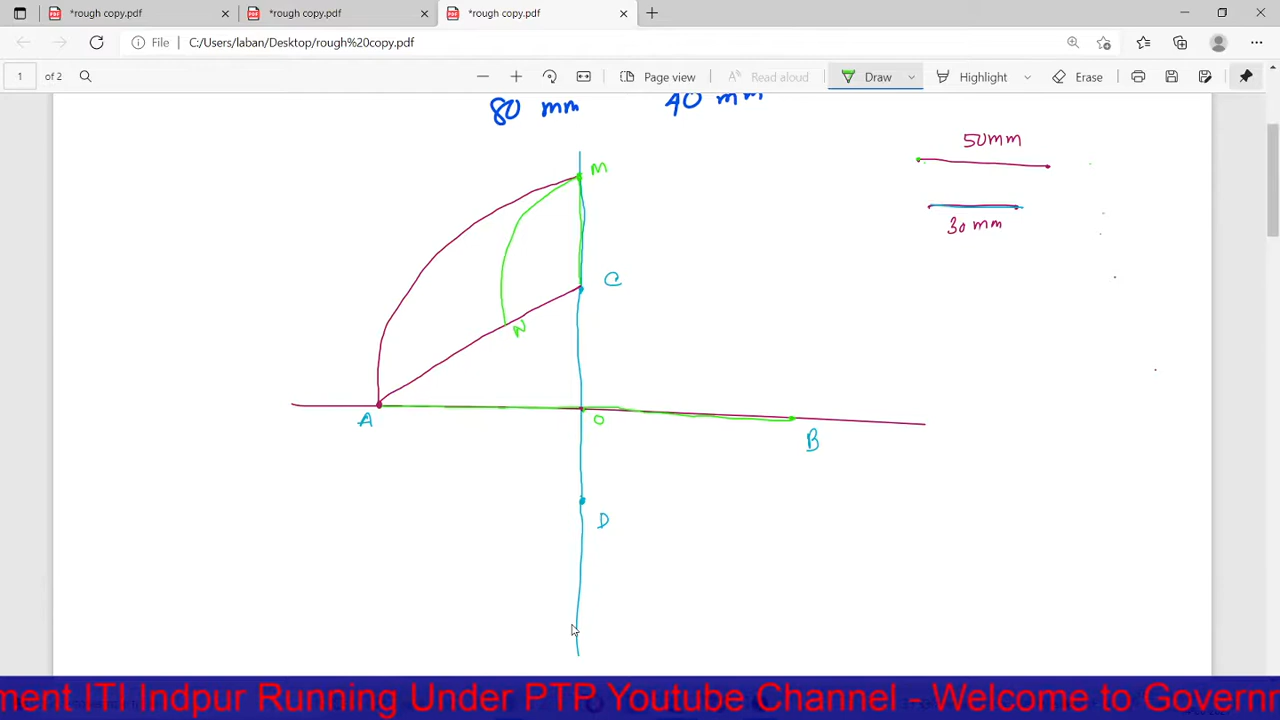 *rough copy.pdf
*rough copy.pdf
*rough copy.pdf
File
C:/Users/laban/Desktop/rough%20copy.pdf
1
of 2
Page view
Read aloud
Draw
Highlight
Erase
80 mm
40 mm
50mm
30mm
M
C
N
A
O
B
D
ment ITI Indpur Running Under PTP Youtube Channel - Welcome to Governm